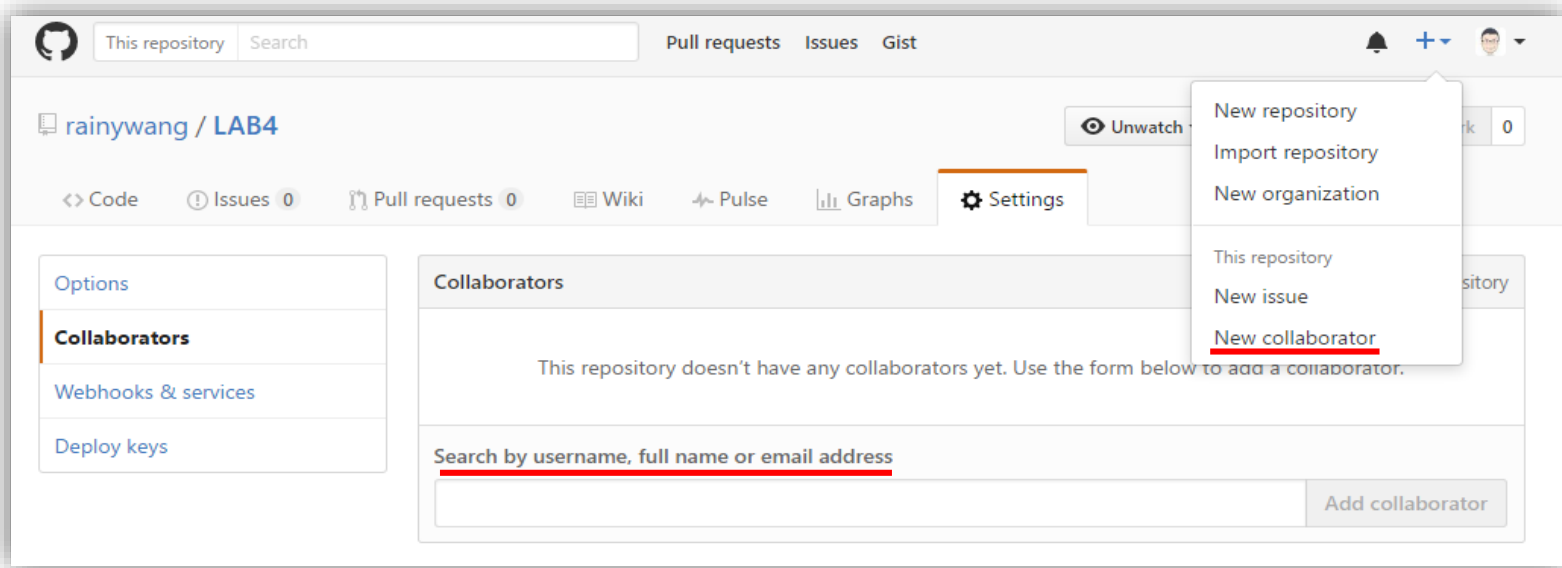 This repository Search Pull requests Issues Gist
rainywang / LAB4
Unwatch
0
New repository
Import repository
New organization
This repository
New issue
New collaborator
Code Issues 0 Pull requests 0 Wiki Pulse Graphs Settings
Options
Collaborators
Webhooks & services
Deploy keys
Collaborators
This repository doesn't have any collaborators yet. Use the form below to add a collaborator.
Search by username, full name or email address
Add collaborator